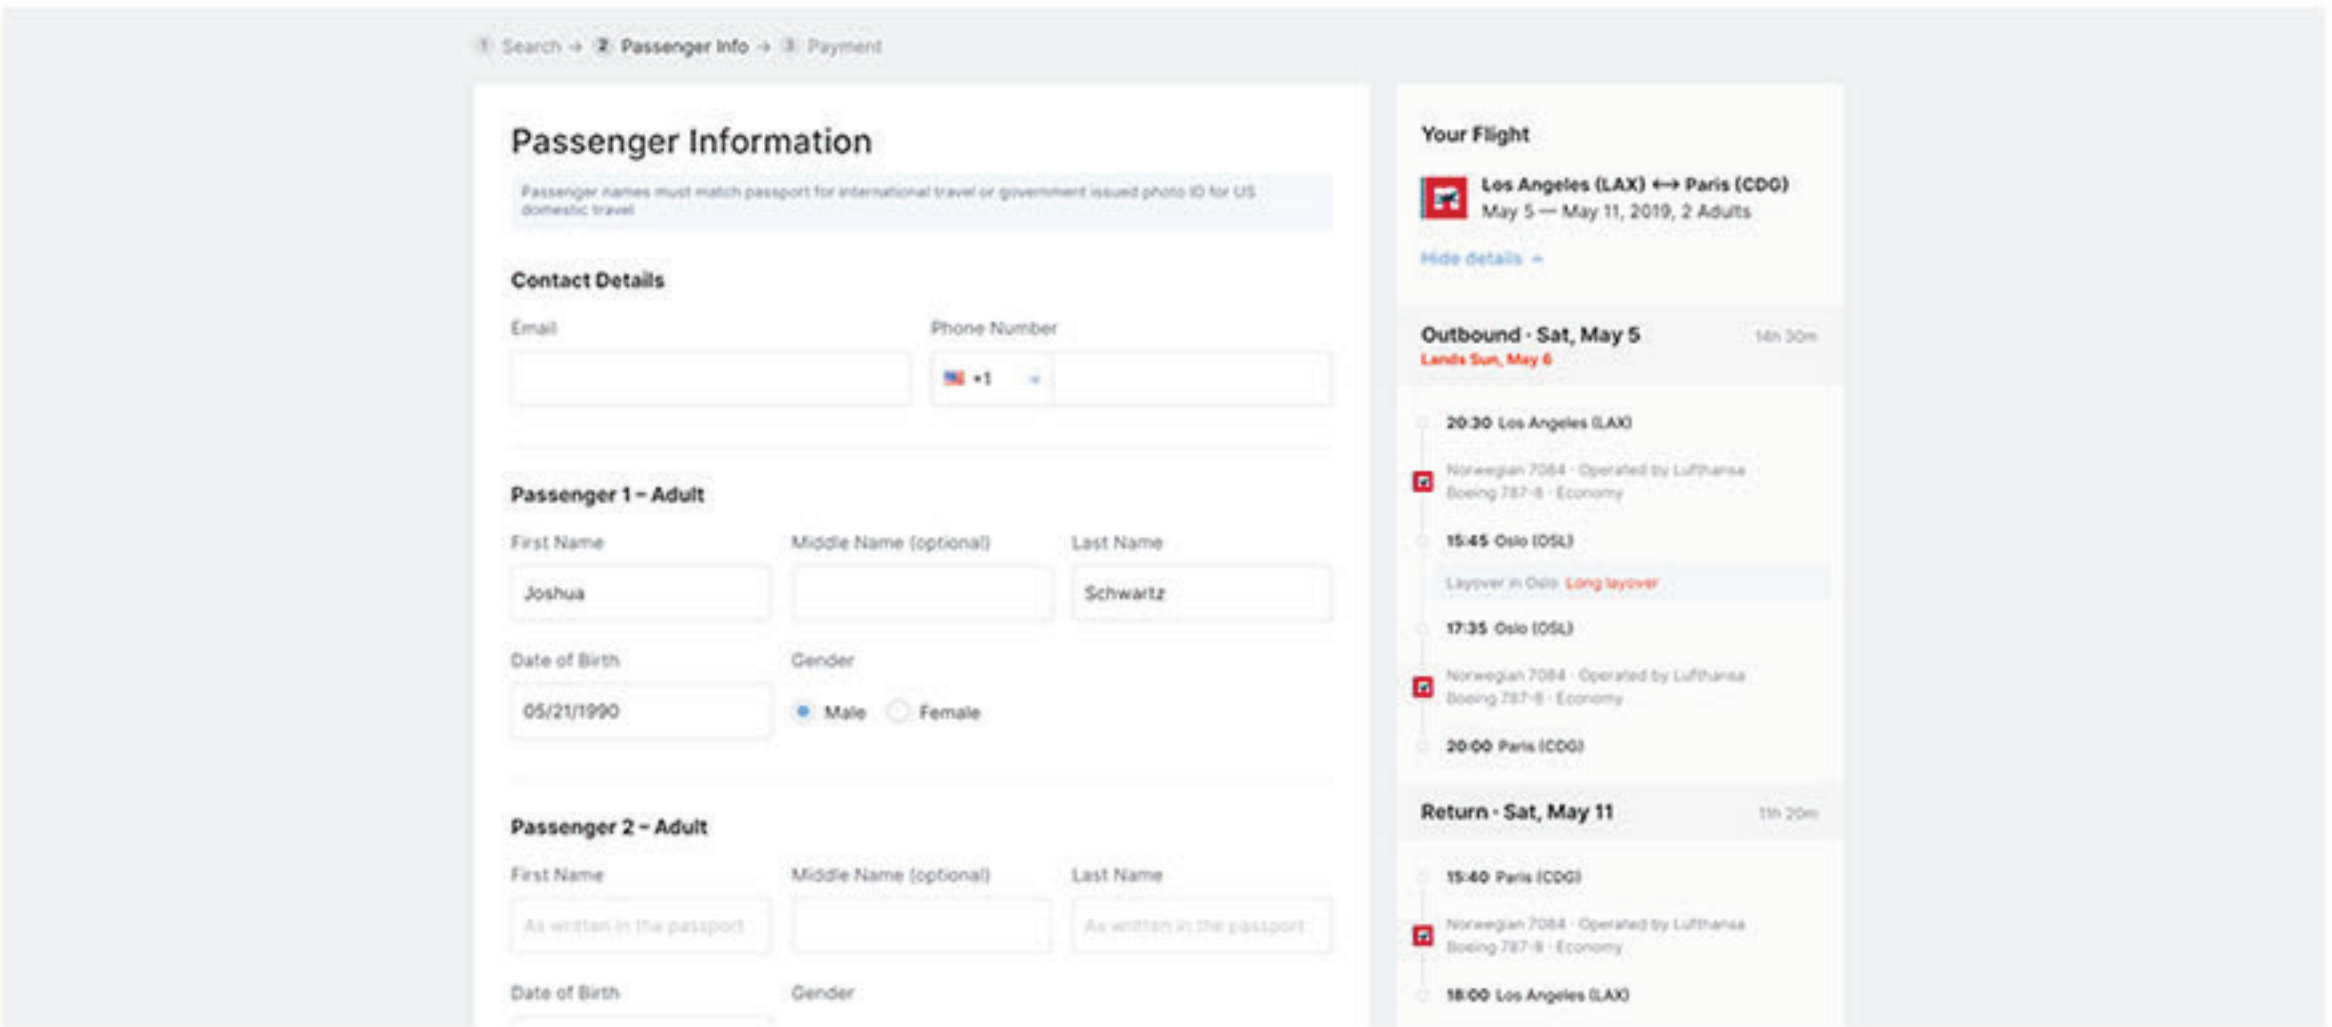 1 Search → 2 Passenger Info → 3 Payment
Passenger Information
Passenger names must match passport for international travel or government issued photo ID for US
domestic travel
Contact Details
Email
Phone Number
+1
Passenger 1 – Adult
First Name
Middle Name (optional)
Last Name
Joshua
Schwartz
Date of Birth
Gender
05/21/1990
Male
Female
Passenger 2 – Adult
First Name
Middle Name (optional)
Last Name
As written in the passport
As written in the passport
Date of Birth
Gender
Your Flight
Los Angeles (LAX) ⟷ Paris (CDG)
May 5 — May 11, 2019, 2 Adults
Hide details
Outbound · Sat, May 5
14h 30m
Lands Sun, May 6
20:30 Los Angeles (LAX)
Norwegian 7084 · Operated by Lufthansa
Boeing 787-8 · Economy
15:45 Oslo (OSL)
Layover in Oslo Long layover
17:35 Oslo (OSL)
Norwegian 7084 · Operated by Lufthansa
Boeing 787-8 · Economy
20:00 Paris (CDG)
Return · Sat, May 11
11h 20m
15:40 Paris (CDG)
Norwegian 7084 · Operated by Lufthansa
Boeing 787-8 · Economy
18:00 Los Angeles (LAX)